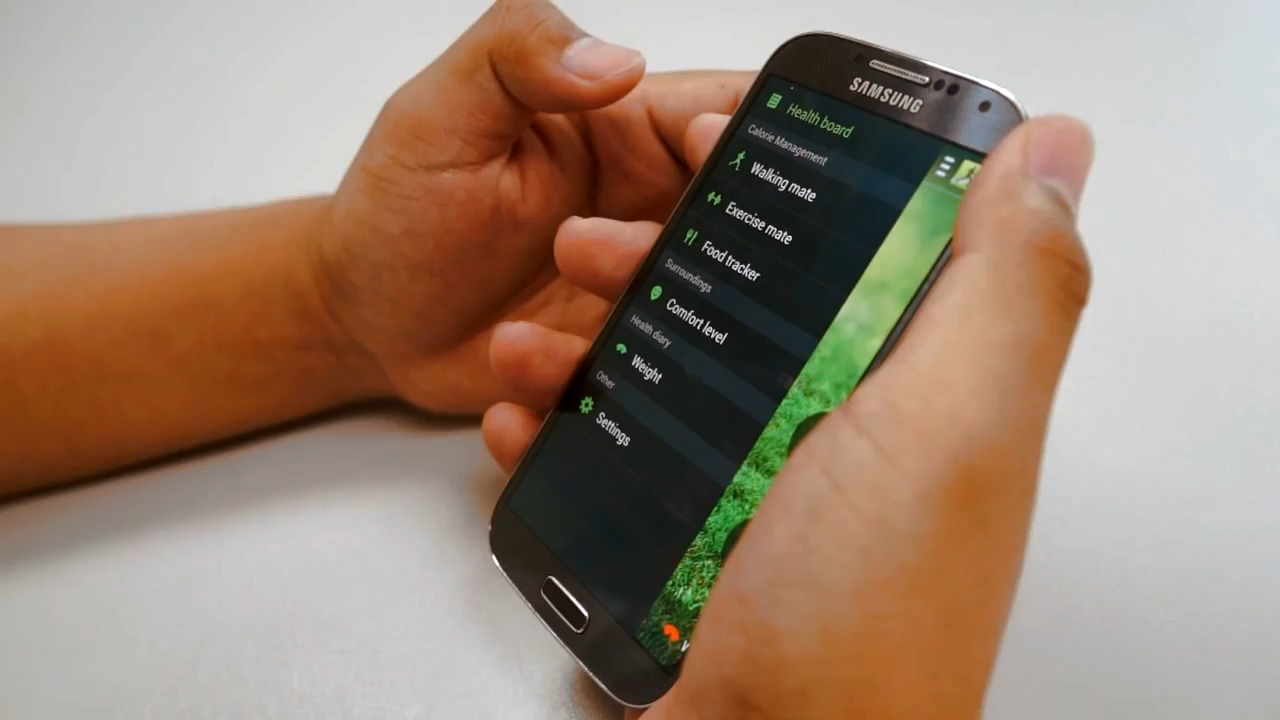 SAMSUNG
Health board
Calorie Management
Walking mate
Exercise mate
Food tracker
Surroundings
Comfort level
Health diary
Weight
Other
Settings